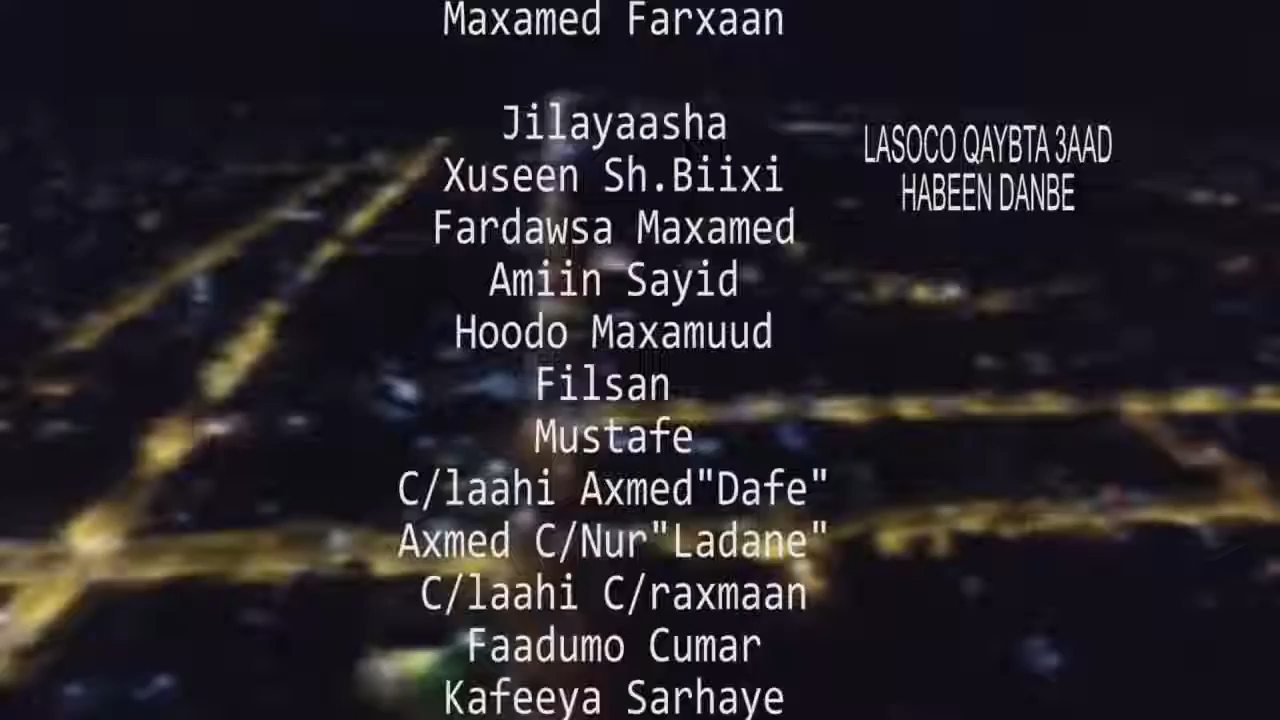 Maxamed Farxaan
Jilayaasha
Xuseen Sh.Biixi
Fardawsa Maxamed
Amiin Sayid
Hoodo Maxamuud
Filsan
Mustafe
C/laahi Axmed"Dafe"
Axmed C/Nur"Ladane"
C/laahi C/raxmaan
Faadumo Cumar
Kafeeya Sarhaye
LASOCO QAYBTA 3AAD
HABEEN DANBE